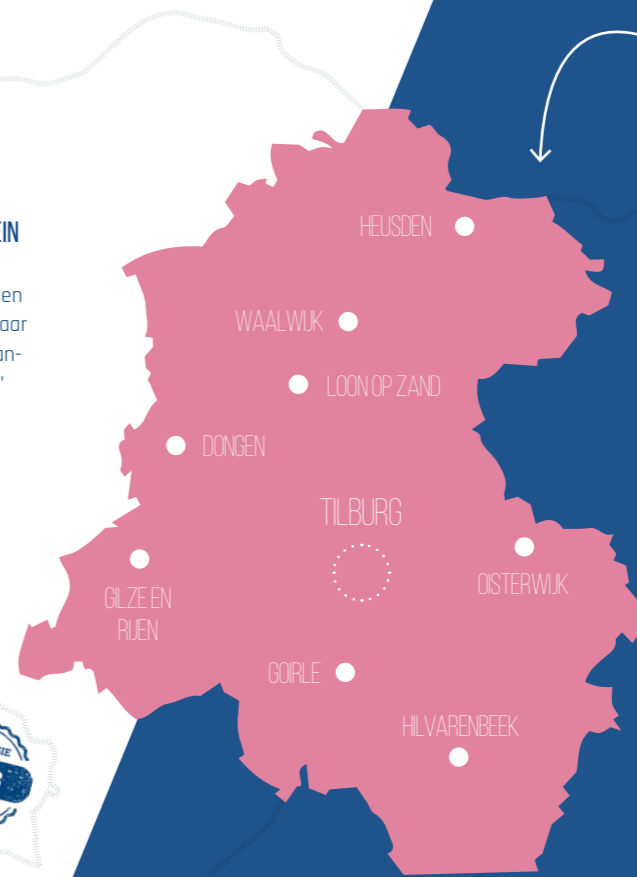 HEUSDEN
WAALWIJK
LOON OP ZAND
DONGEN
TILBURG
OISTERWIJK
GILZE EN
RIJEN
GOIRLE
HILVARENBEEK